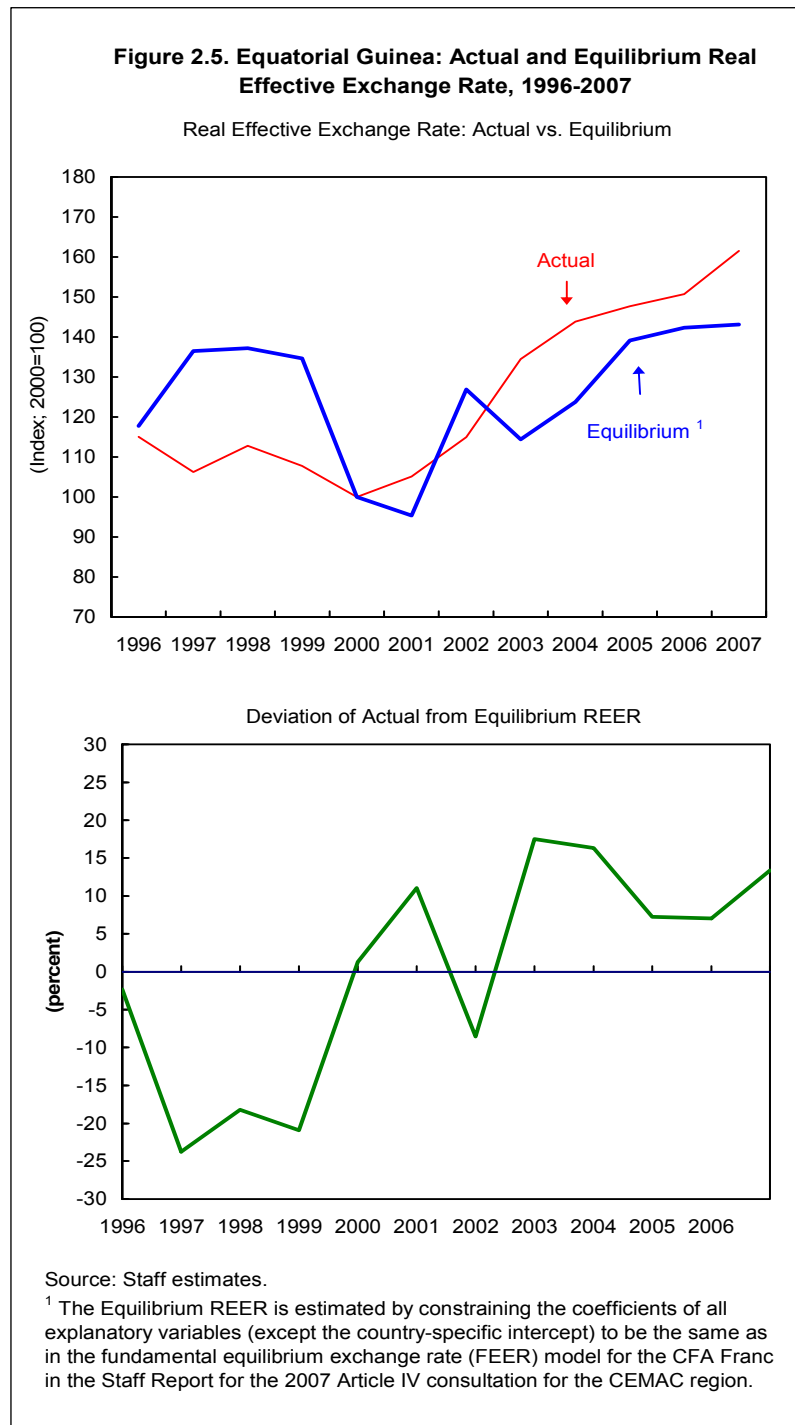 Figure 2.5. Equatorial Guinea: Actual and Equilibrium Real
Effective Exchange Rate, 1996-2007
Real Effective Exchange Rate: Actual vs. Equilibrium
180
170
160
150
140
130
120
110
100
90
80
70
(Index; 2000=100)
Actual
Equilibrium 1
1996 1997 1998 1999 2000 2001 2002 2003 2004 2005 2006 2007
Deviation of Actual from Equilibrium REER
30
25
20
15
10
5
0
-5
-10
-15
-20
-25
-30
(percent)
1996 1997 1998 1999 2000 2001 2002 2003 2004 2005 2006
Source: Staff estimates.
1 The Equilibrium REER is estimated by constraining the coefficients of all
explanatory variables (except the country-specific intercept) to be the same as
in the fundamental equilibrium exchange rate (FEER) model for the CFA Franc
in the Staff Report for the 2007 Article IV consultation for the CEMAC region.